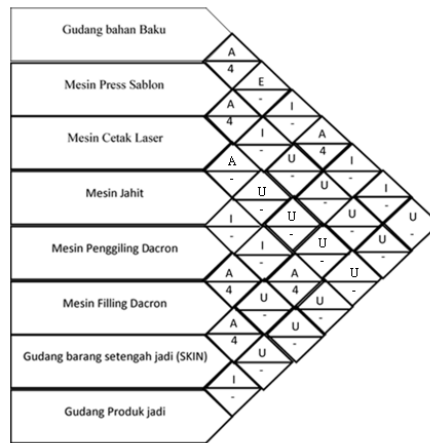 Gudang bahan Baku
A
4
Mesin Press Sablon E
-
A I
4 -
Mesin Cetak Laser I A
- 4
A U I
- - -
Mesin Jahit U U I
- - -
I U U U
- - - -
Mesin Penggiling Dacron I U U
- - -
A A U
4 4 -
Mesin Filling Dacron U U
- -
A U
4 -
Gudang barang setengah jadi (SKIN) U
-
I
-
Gudang Produk jadi